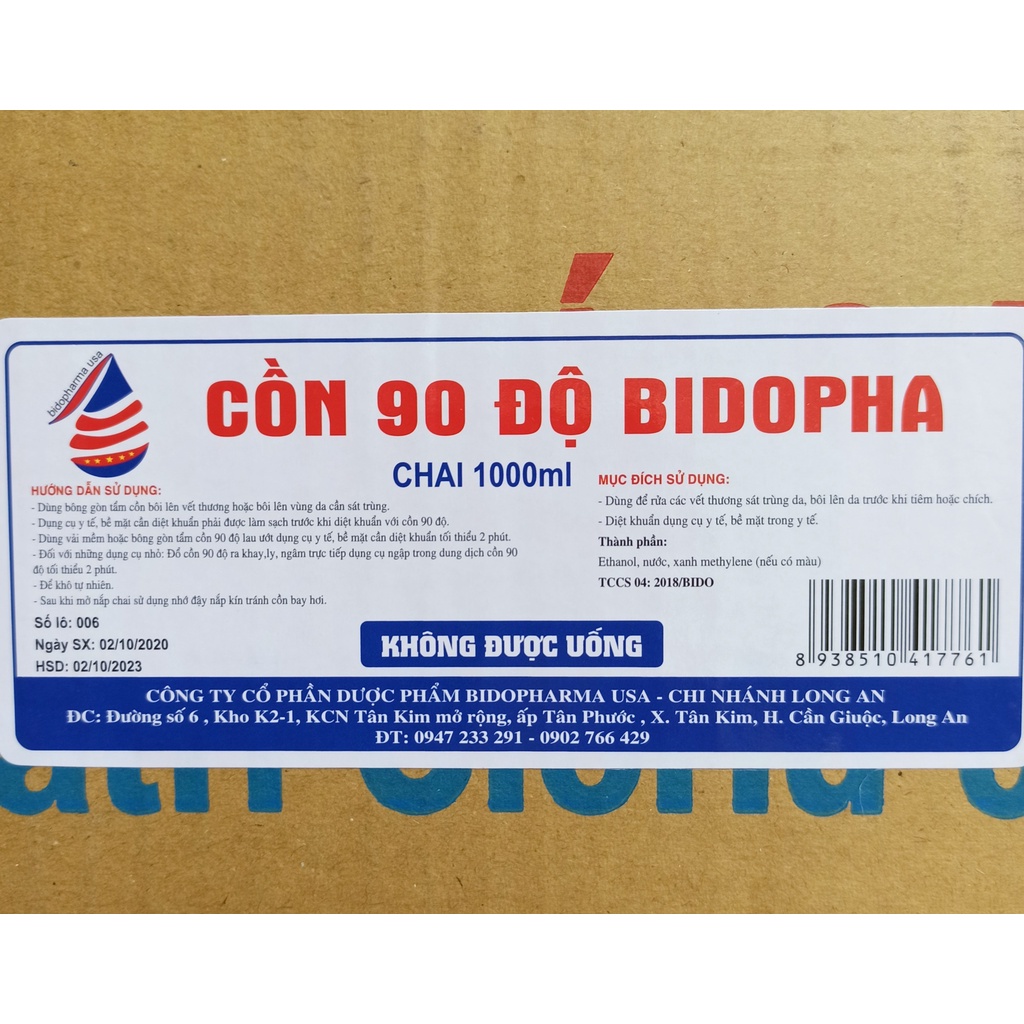 bidopharma usa
CỒN 90 ĐỘ BIDOPHA
CHAI 1000ml
HƯỚNG DẪN SỬ DỤNG:
- Dùng bông gòn tẩm cồn bôi lên vết thương hoặc bôi lên vùng da cần sát trùng.
- Dụng cụ y tế, bề mặt cần diệt khuẩn phải được làm sạch trước khi diệt khuẩn với cồn 90 độ.
- Dùng vải mềm hoặc bông gòn tẩm cồn 90 độ lau ướt dụng cụ y tế, bề mặt cần diệt khuẩn tối thiểu 2 phút.
- Đối với những dụng cụ nhỏ: Đổ cồn 90 độ ra khay,ly, ngâm trực tiếp dụng cụ ngập trong dung dịch cồn 90
độ tối thiểu 2 phút.
- Để khô tự nhiên.
- Sau khi mở nắp chai sử dụng nhớ đậy nắp kín tránh cồn bay hơi.
Số lô: 006
Ngày SX: 02/10/2020
HSD: 02/10/2023
MỤC ĐÍCH SỬ DỤNG:
- Dùng để rửa các vết thương sát trùng da, bôi lên da trước khi tiêm hoặc chích.
- Diệt khuẩn dụng cụ y tế, bề mặt trong y tế.
Thành phần:
Ethanol, nước, xanh methylene (nếu có màu)
TCCS 04: 2018/BIDO
KHÔNG ĐƯỢC UỐNG
8 938510 417761
CÔNG TY CỔ PHẦN DƯỢC PHẨM BIDOPHARMA USA - CHI NHÁNH LONG AN
ĐC: Đường số 6 , Kho K2-1, KCN Tân Kim mở rộng, ấp Tân Phước , X. Tân Kim, H. Cần Giuộc, Long An
ĐT: 0947 233 291 - 0902 766 429